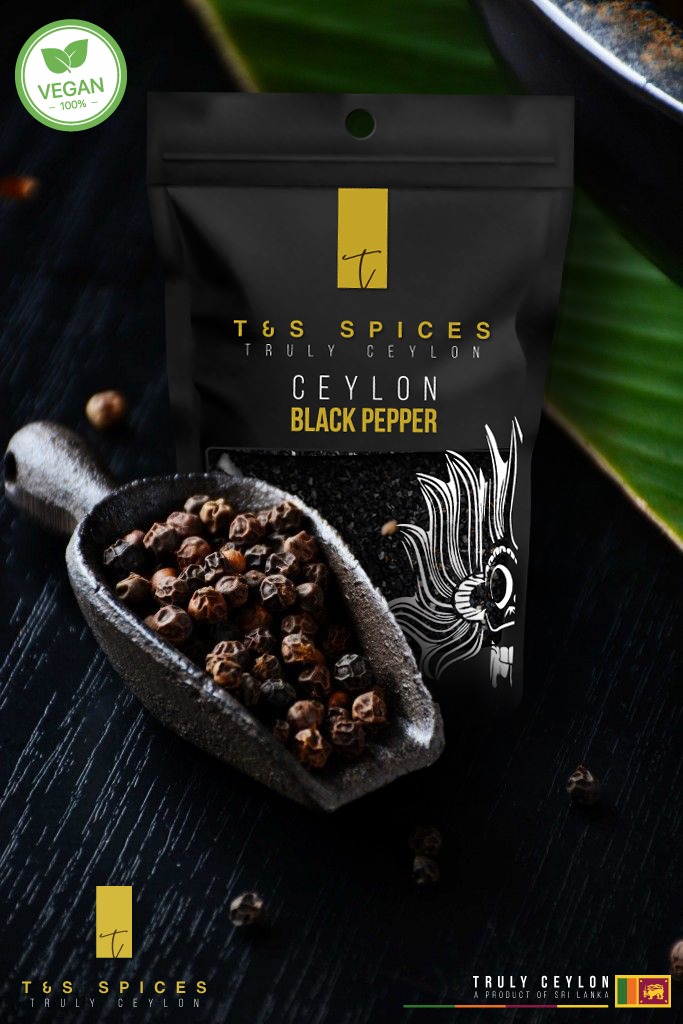 VEGAN
- 100% -
t
T&S SPICES
TRULY CEYLON
CEYLON
BLACK PEPPER
t
T&S SPICES
TRULY CEYLON
TRULY CEYLON
A PRODUCT OF SRI LANKA